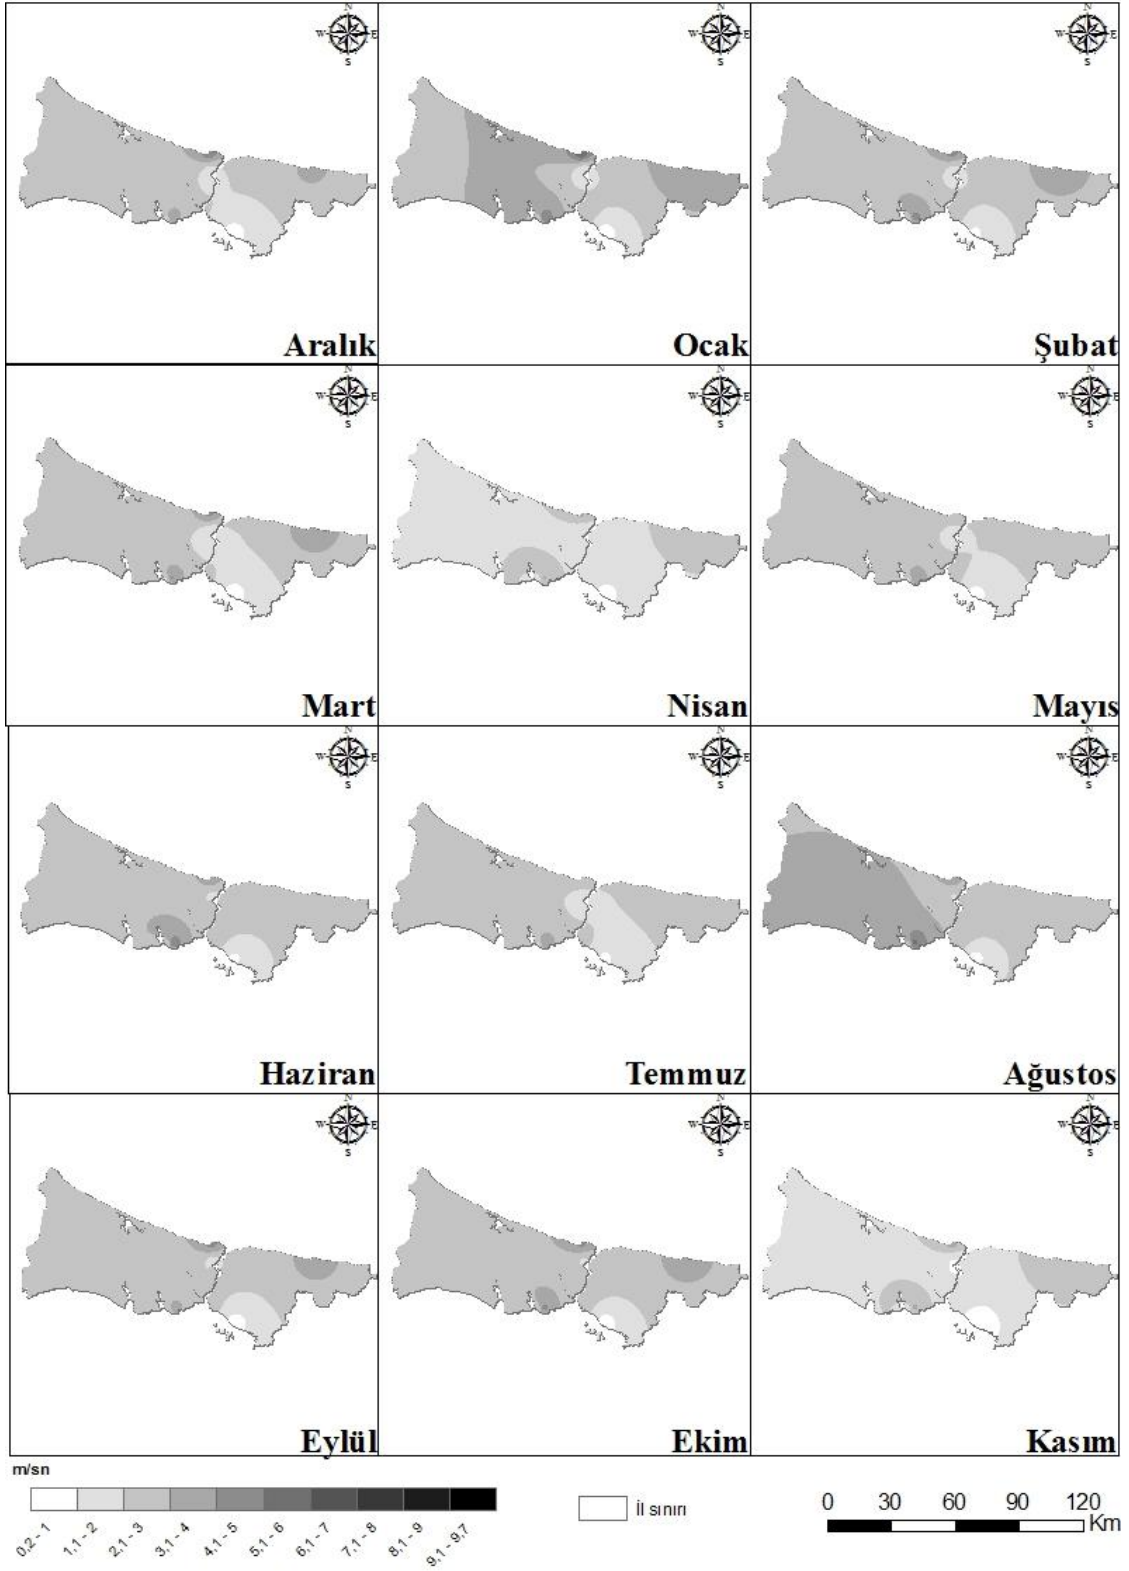 N N N
W E W E W E
S S S
Aralık Ocak Şubat
N N N
W E W E W E
S S S
Mart Nisan Mayıs
N N N
W E W E W E
S S S
Haziran Temmuz Ağustos
N N N
W E W E W E
S S S
Eylül Ekim Kasım
m/sn
0,2 - 1
1,1 - 2
2,1 - 3
3,1 - 4
4,1 - 5
5,1 - 6
6,1 - 7
7,1 - 8
8,1 - 9
9,1 - 9,7
İl sınırı
0 30 60 90 120
Km